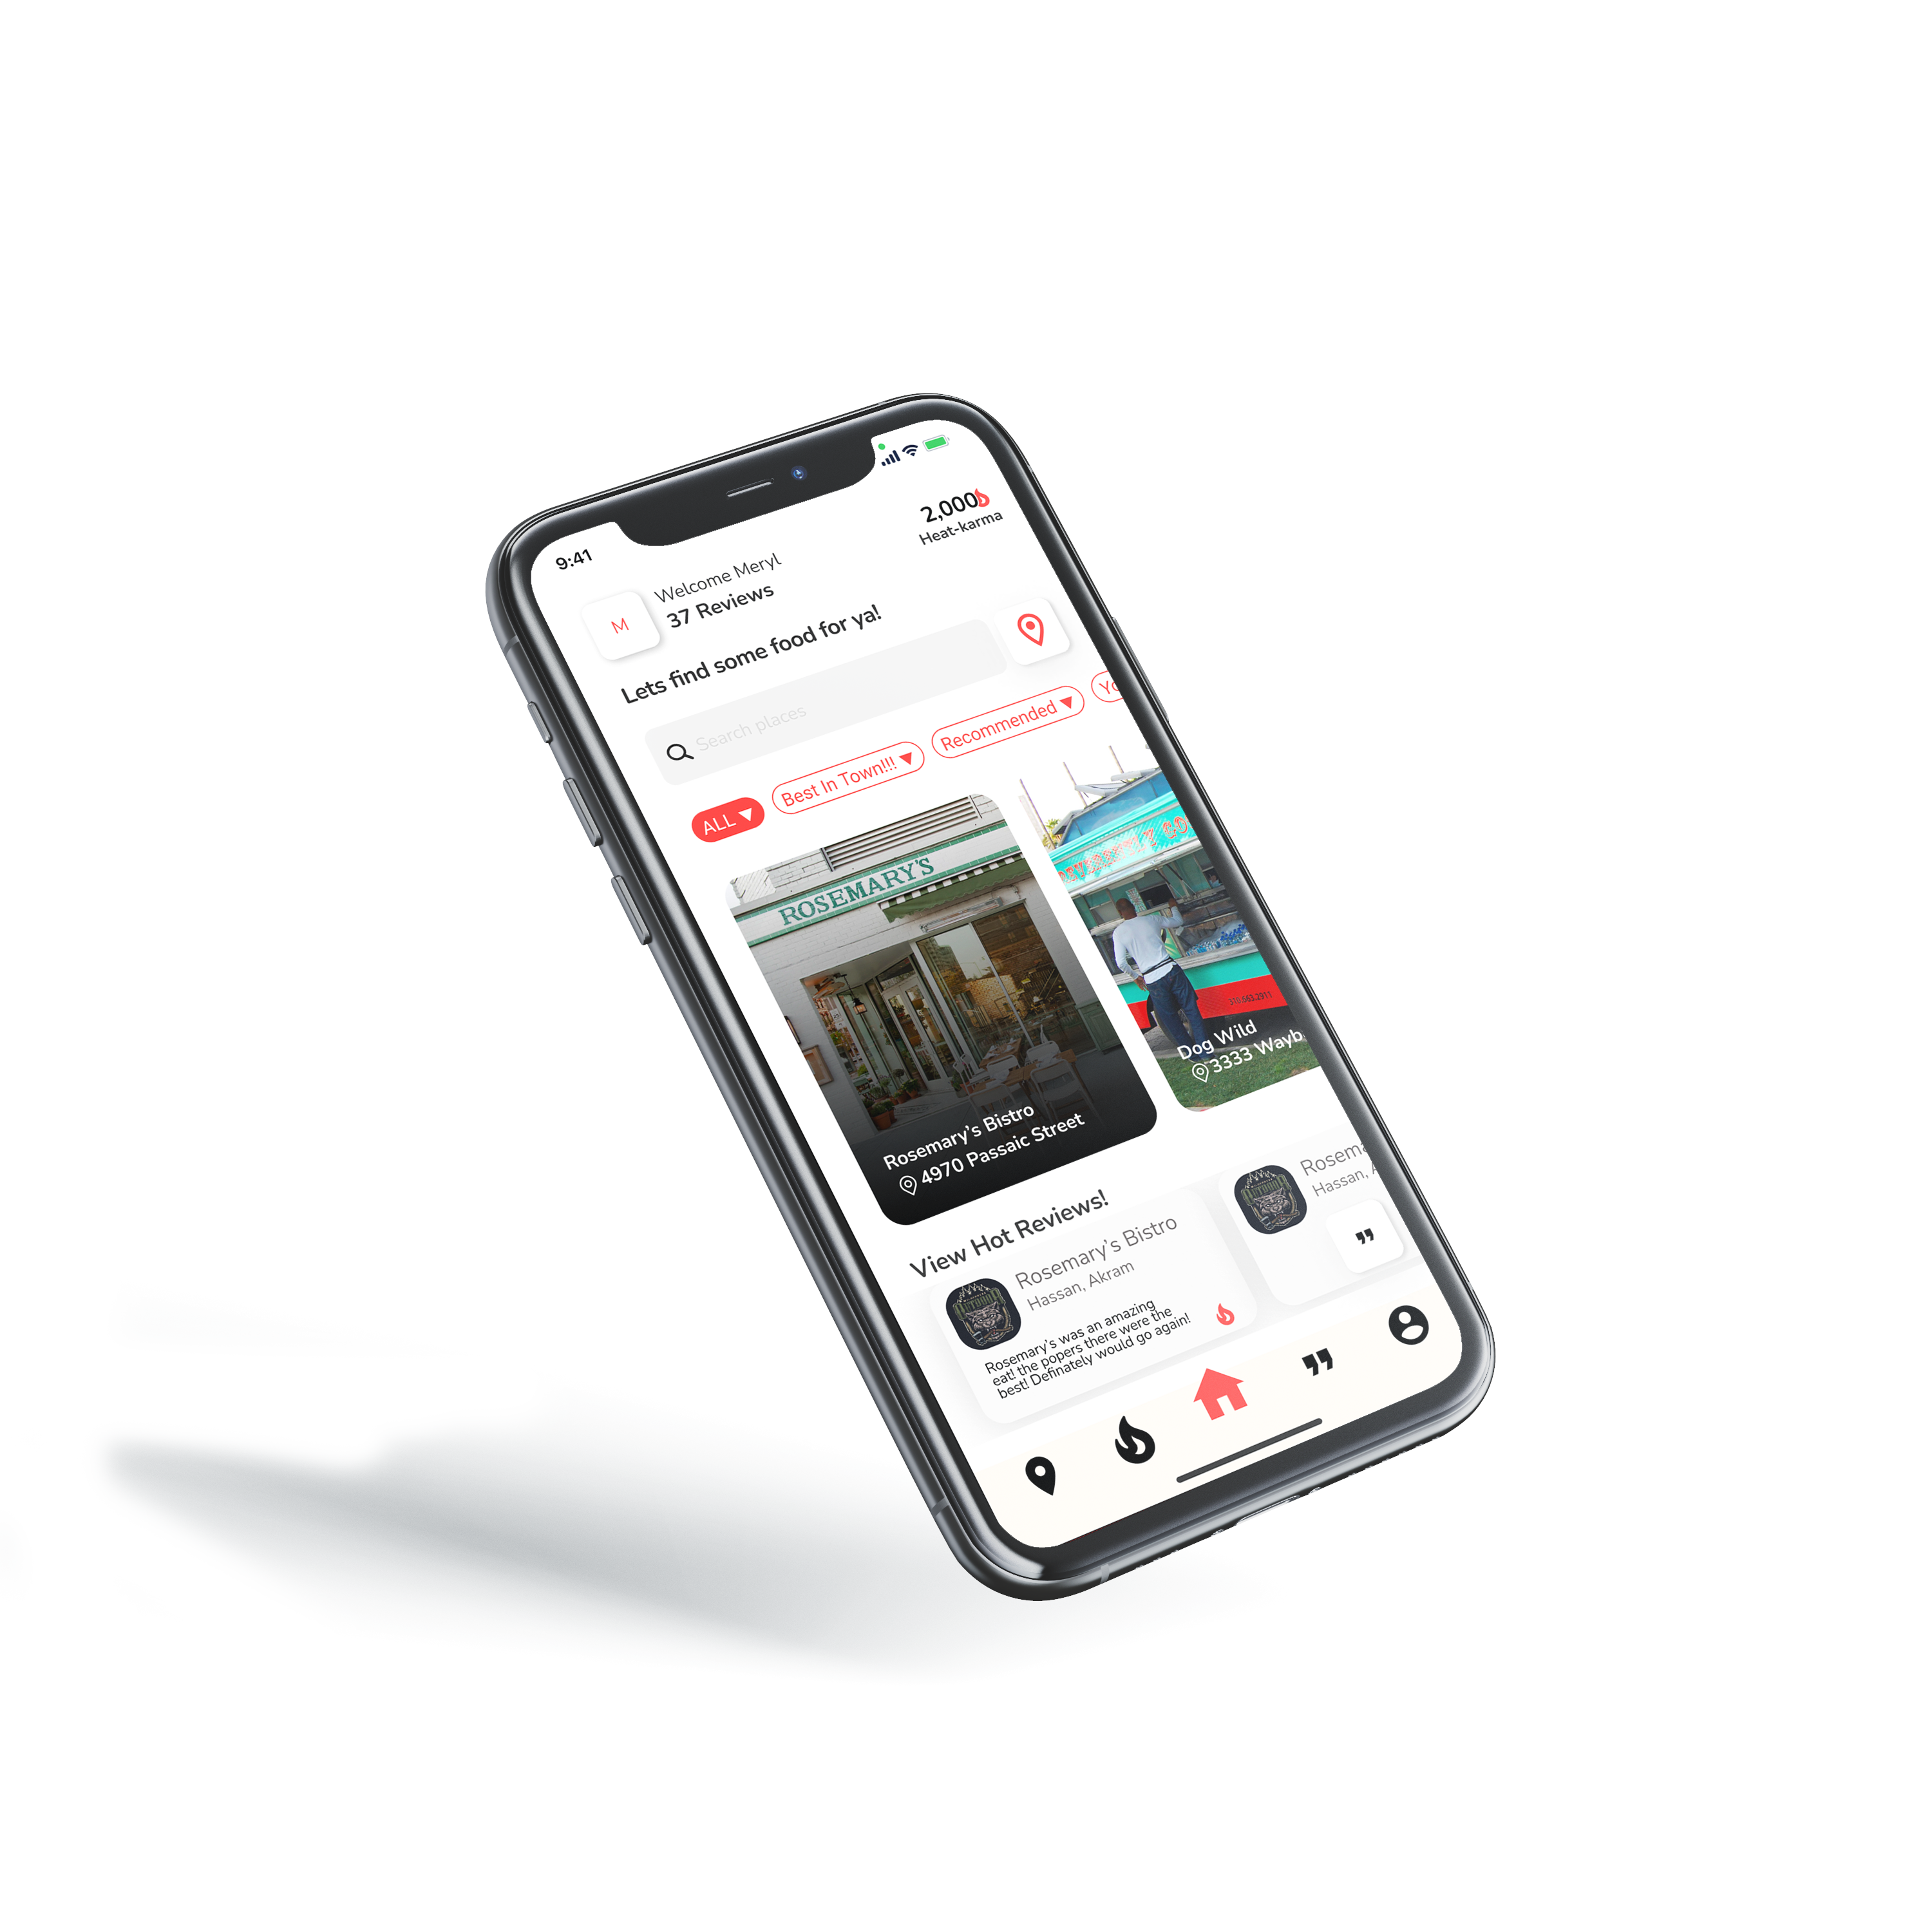 9:41
2,000
Heat-karma
M
Welcome Meryl
37 Reviews
Lets find some food for ya!
Search places
ALL
Best In Town!!!
Recommended
Yo
ROSEMARY'S
Rosemary's Bistro
4970 Passaic Street
310.663.2911
Dog Wild
3333 Wayb
View Hot Reviews!
Rosemary's Bistro
Hassan, Akram
Rosemary's was an amazing
eat! the popers there were the
best! Definately would go again!
Rosema
Hassan, A